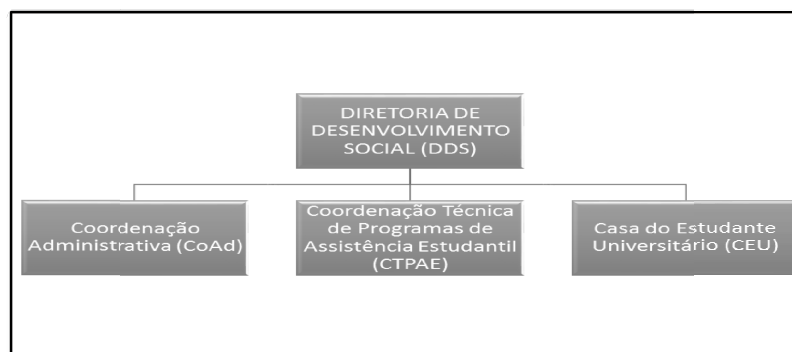 DIRETORIA DE
DESENVOLVIMENTO
SOCIAL (DDS)
Coordenação
Administrativa (CoAd)
Coordenação Técnica
de Programas de
Assistência Estudantil
(CTPAE)
Casa do Estudante
Universitário (CEU)